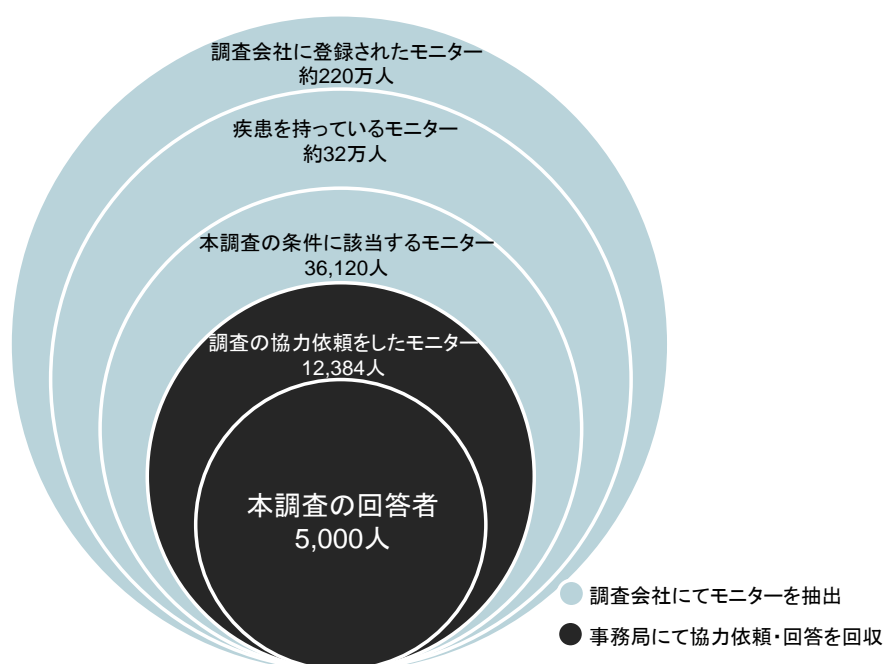 調査会社に登録されたモニター
約220万人
疾患を持っているモニター
約32万人
本調査の条件に該当するモニター
36,120人
調査の協力依頼をしたモニター
12,384人
本調査の回答者
5,000人
調査会社にてモニターを抽出
事務局にて協力依頼・回答を回収